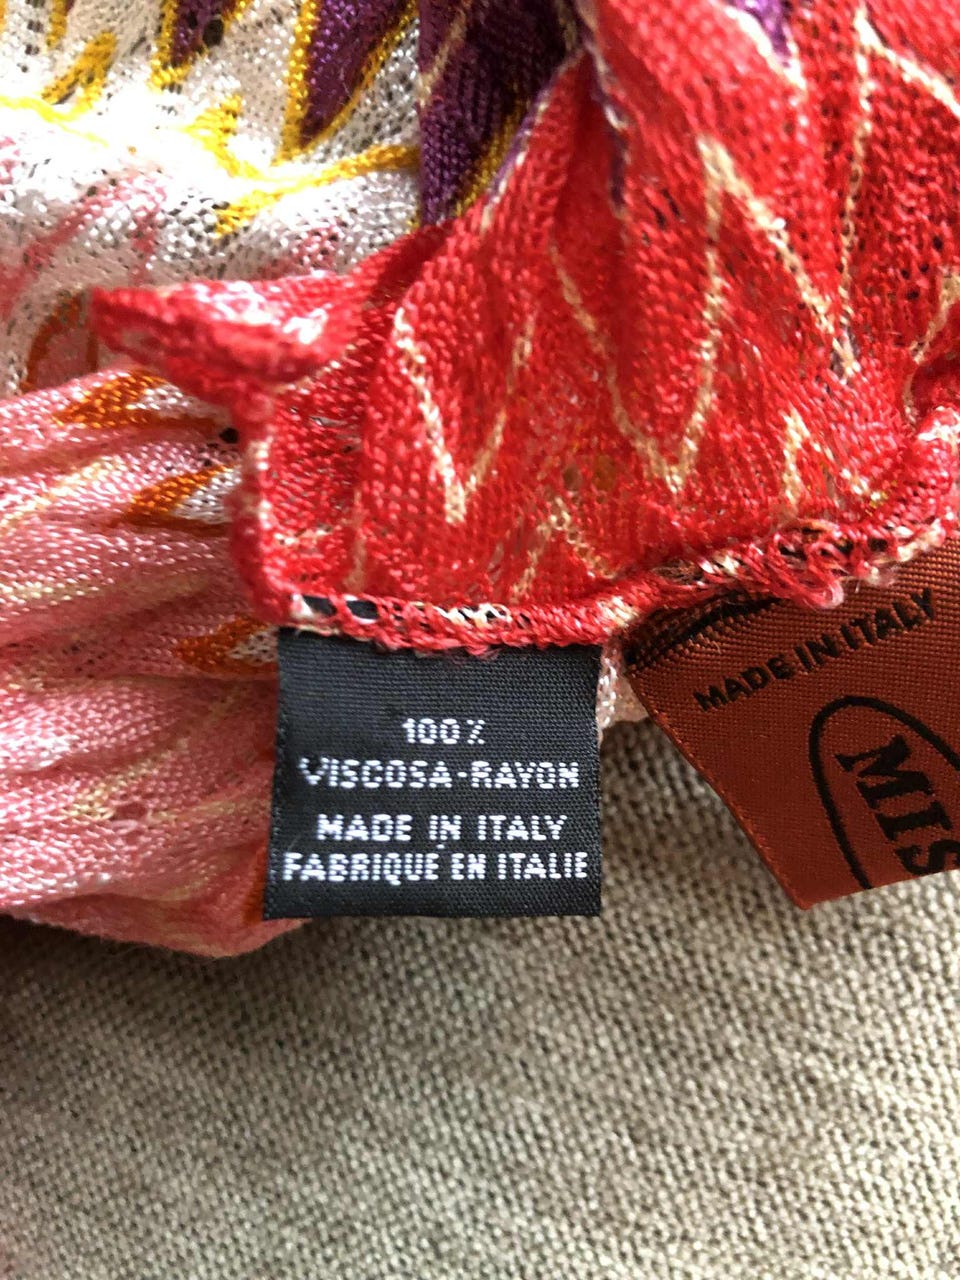 100%
VISCOSA-RAYON
MADE IN ITALY
FABRIQUE EN ITALIE
MADE IN ITALY
MIS